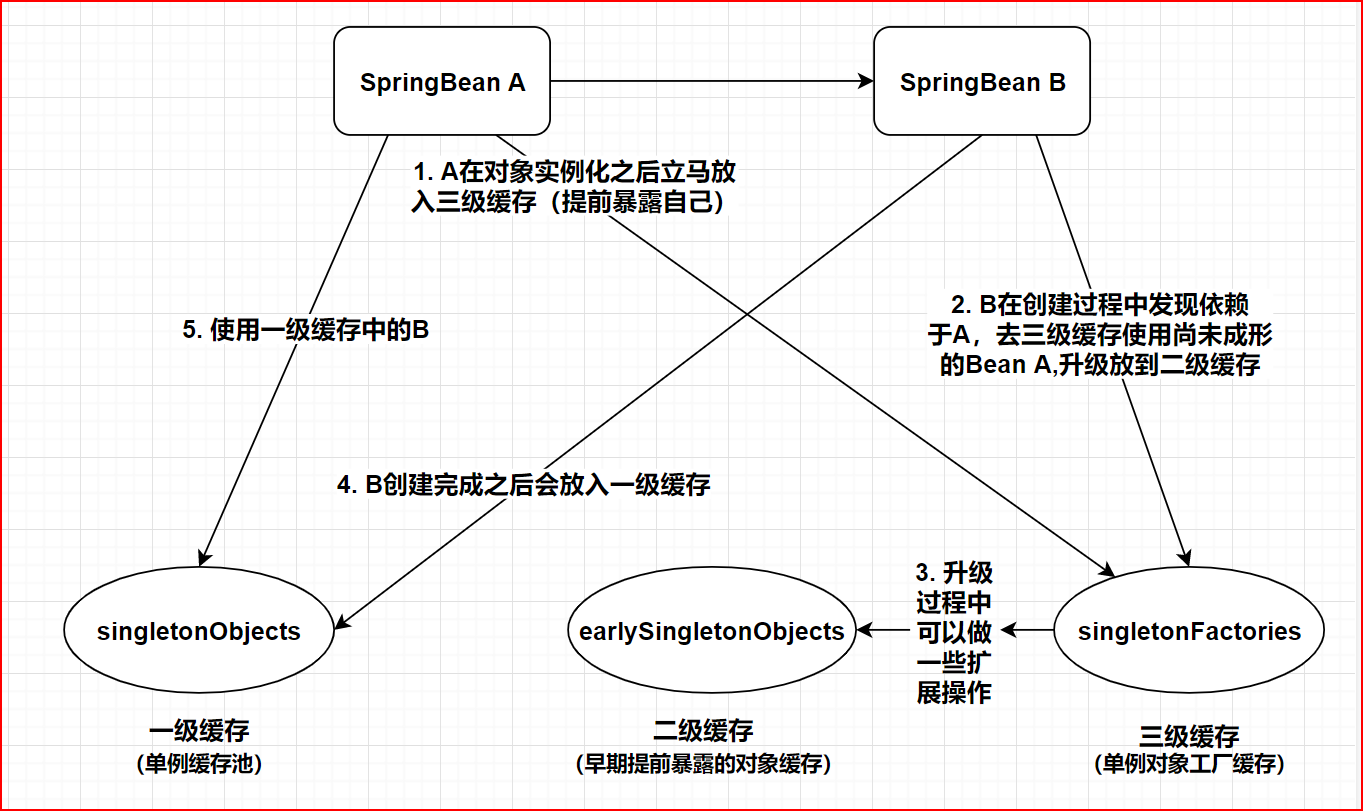 SpringBean A
SpringBean B
1. A在对象实例化之后立马放
入三级缓存（提前暴露自己）
2. B在创建过程中发现依赖
于A，去三级缓存使用尚未成形
的Bean A,升级放到二级缓存
5. 使用一级缓存中的B
4. B创建完成之后会放入一级缓存
3. 升级
过程中
可以做
一些扩
展操作
singletonObjects
earlySingletonObjects
singletonFactories
一级缓存
（单例缓存池）
二级缓存
（早期提前暴露的对象缓存）
三级缓存
（单例对象工厂缓存）